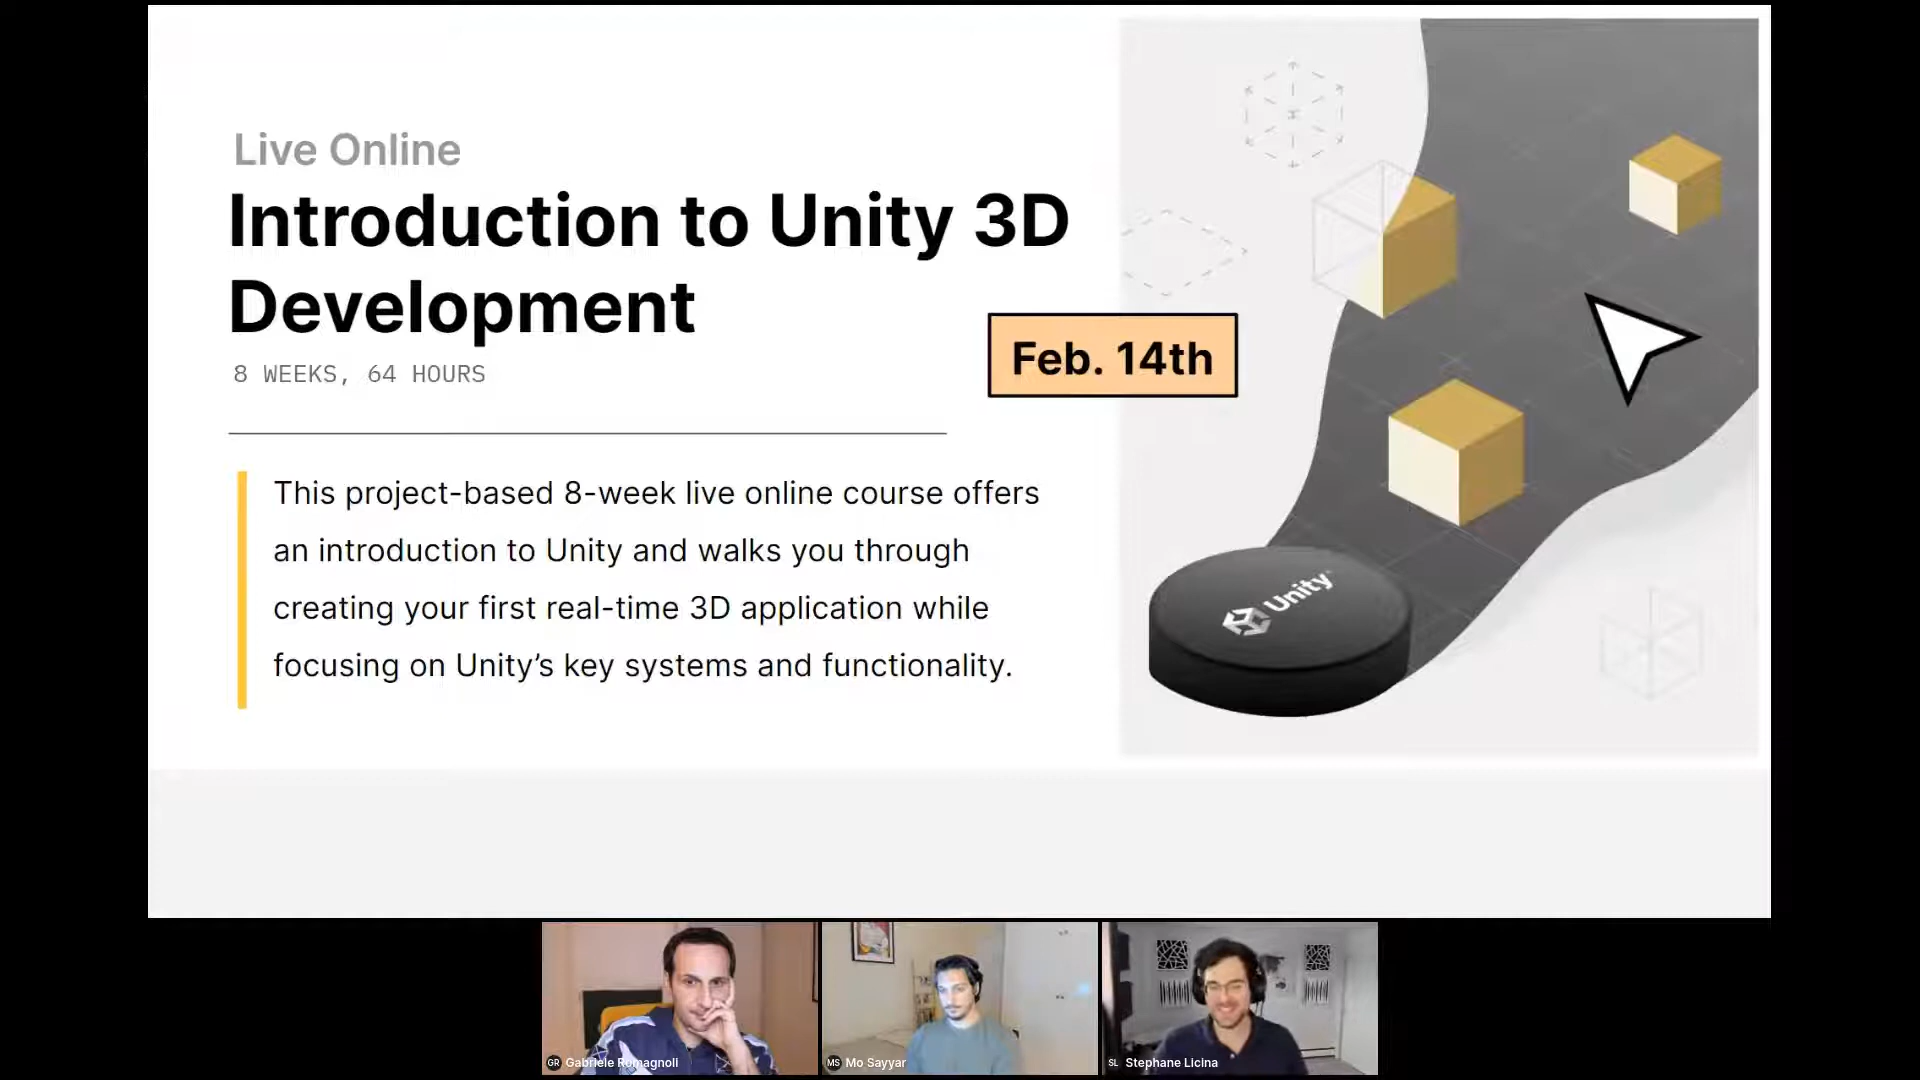 Live Online
Introduction to Unity 3D
Development
8 WEEKS, 64 HOURS
Feb. 14th
This project-based 8-week live online course offers
an introduction to Unity and walks you through
creating your first real-time 3D application while
focusing on Unity’s key systems and functionality.
Unity
GR Gabriele Romagnoli
MS Mo Sayyar
SL Stephane Licina